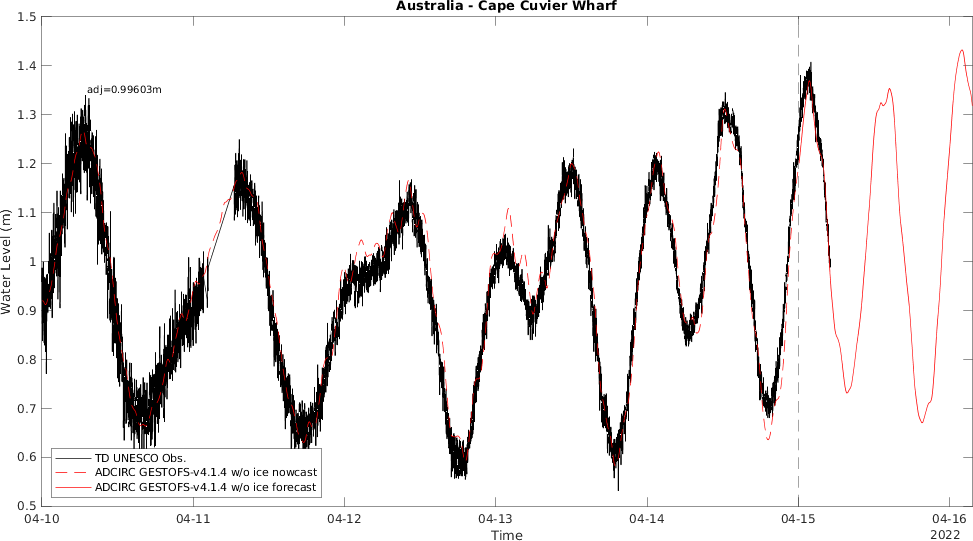 Australia - Cape Cuvier Wharf
1.5
1.4
1.3
1.2
1.1
1
0.9
0.8
0.7
0.6
0.5
Water Level (m)
adj=0.99603m
TD UNESCO Obs.
ADCIRC GESTOFS-v4.1.4 w/o ice nowcast
ADCIRC GESTOFS-v4.1.4 w/o ice forecast
04-10 04-11 04-12 04-13 04-14 04-15 04-16
Time 2022